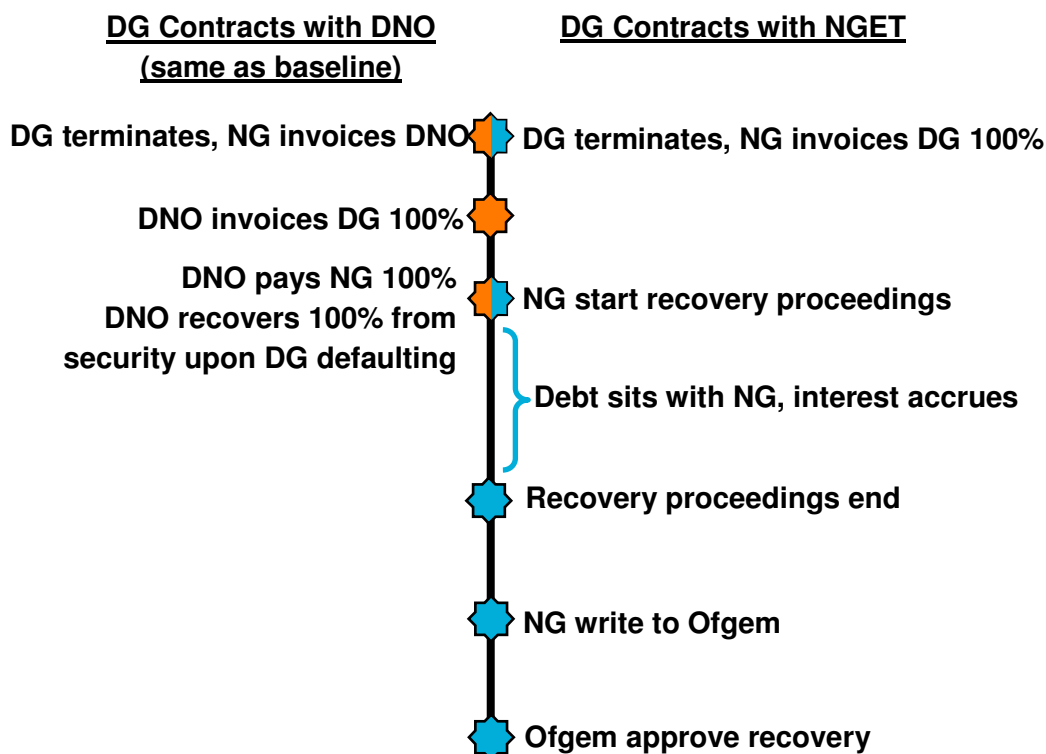 DG Contracts with DNO
(same as baseline)
DG Contracts with NGET
DG terminates, NG invoices DNO
DG terminates, NG invoices DG 100%
DNO invoices DG 100%
DNO pays NG 100%
DNO recovers 100% from
security upon DG defaulting
NG start recovery proceedings
Debt sits with NG, interest accrues
Recovery proceedings end
NG write to Ofgem
Ofgem approve recovery